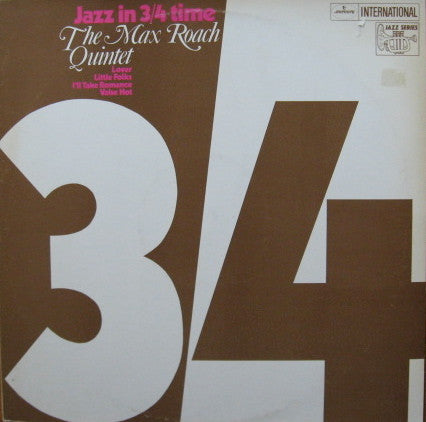 Jazz in 3/4 time
The Max Roach
Quintet
Lover
Little Folks
I'll Take Romance
Valse Hot
mercury
INTERNATIONAL
JAZZ SERIES
3/4